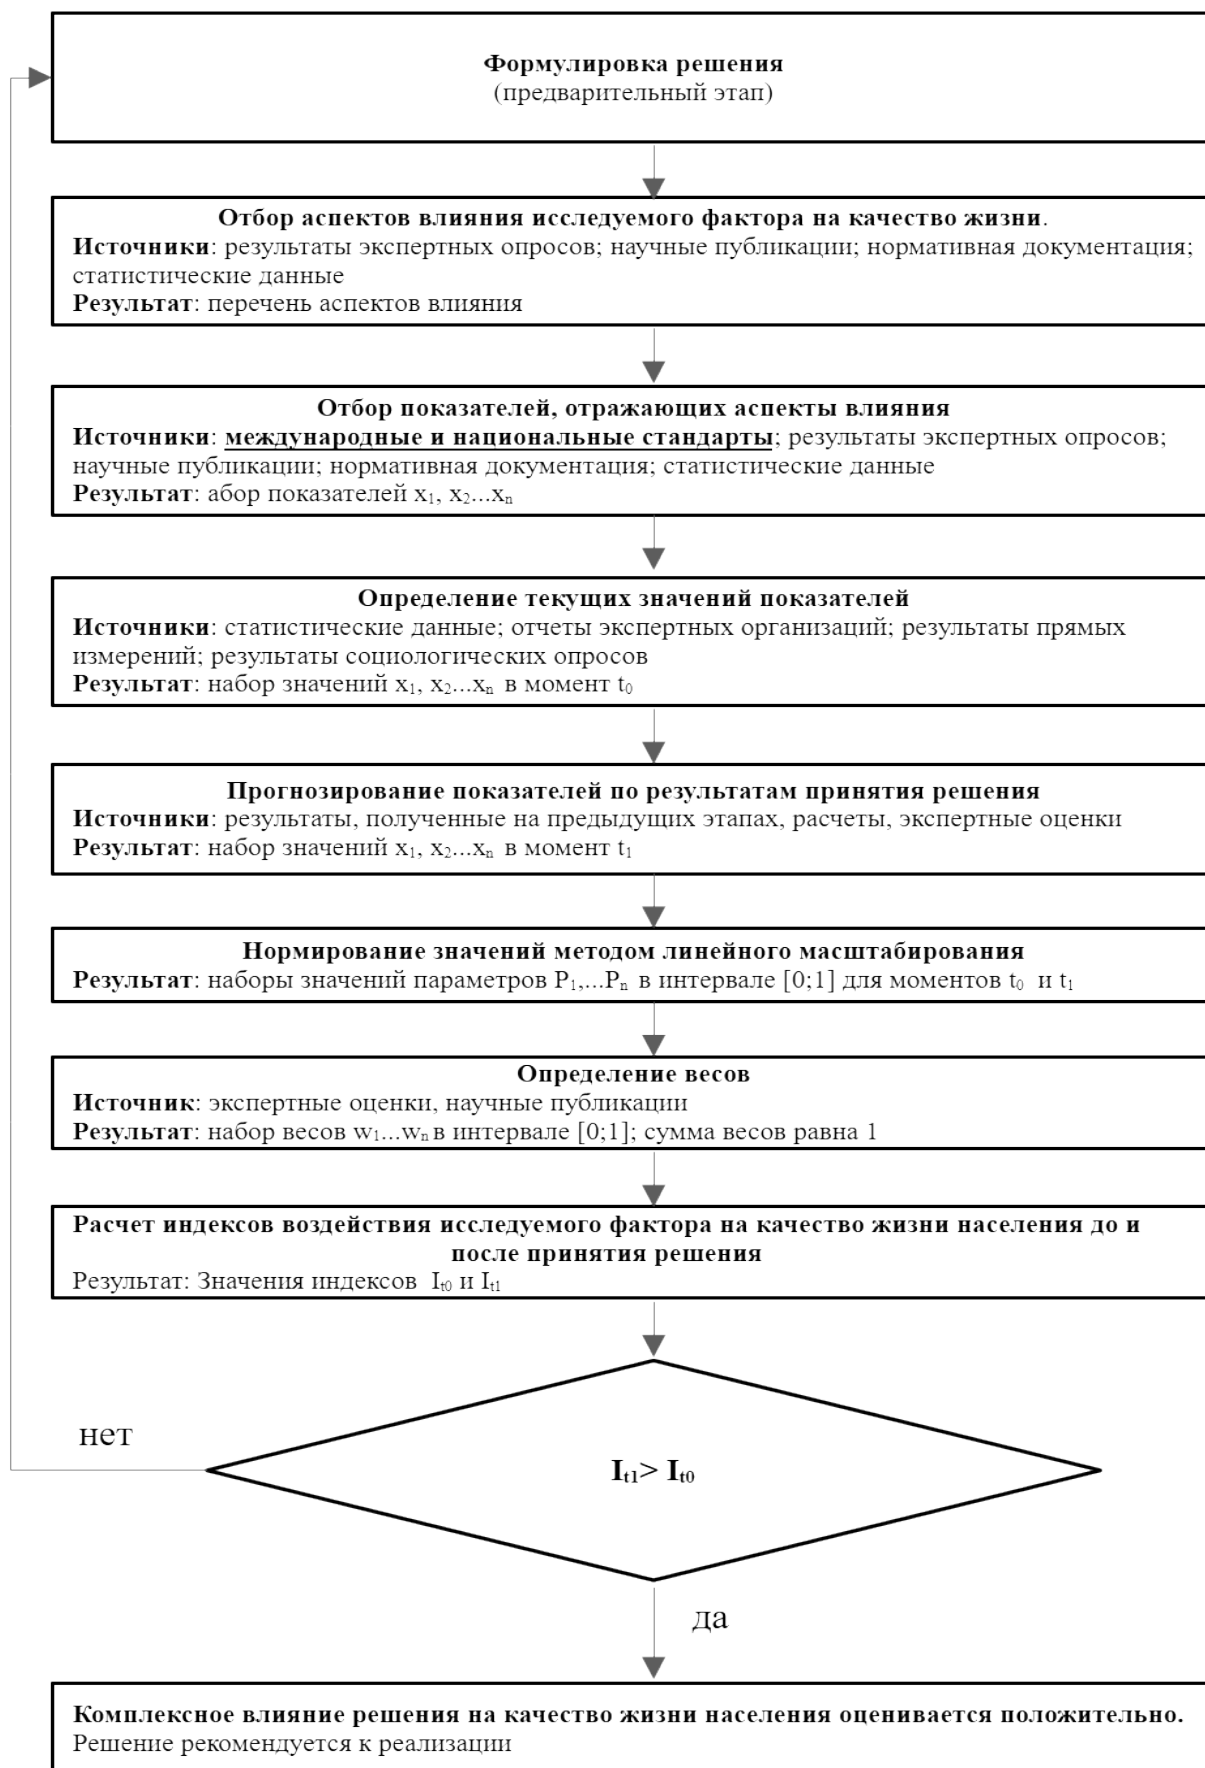 Формулировка решения
(предварительный этап)
Отбор аспектов влияния исследуемого фактора на качество жизни.
Источники: результаты экспертных опросов; научные публикации; нормативная документация;
статистические данные
Результат: перечень аспектов влияния
Отбор показателей, отражающих аспекты влияния
Источники: международные и национальные стандарты; результаты экспертных опросов;
научные публикации; нормативная документация; статистические данные
Результат: абор показателей x₁, x₂...xₙ
Определение текущих значений показателей
Источники: статистические данные; отчеты экспертных организаций; результаты прямых
измерений; результаты социологических опросов
Результат: набор значений x₁, x₂...xₙ в момент t₀
Прогнозирование показателей по результатам принятия решения
Источники: результаты, полученные на предыдущих этапах, расчеты, экспертные оценки
Результат: набор значений x₁, x₂...xₙ в момент t₁
Нормирование значений методом линейного масштабирования
Результат: наборы значений параметров P₁,...Pₙ в интервале [0;1] для моментов t₀ и t₁
Определение весов
Источник: экспертные оценки, научные публикации
Результат: набор весов w₁...wₙ в интервале [0;1]; сумма весов равна 1
Расчет индексов воздействия исследуемого фактора на качество жизни населения до и
после принятия решения
Результат: Значения индексов Iₜ₀ и Iₜ₁
нет
Iₜ₁> Iₜ₀
да
Комплексное влияние решения на качество жизни населения оценивается положительно.
Решение рекомендуется к реализации